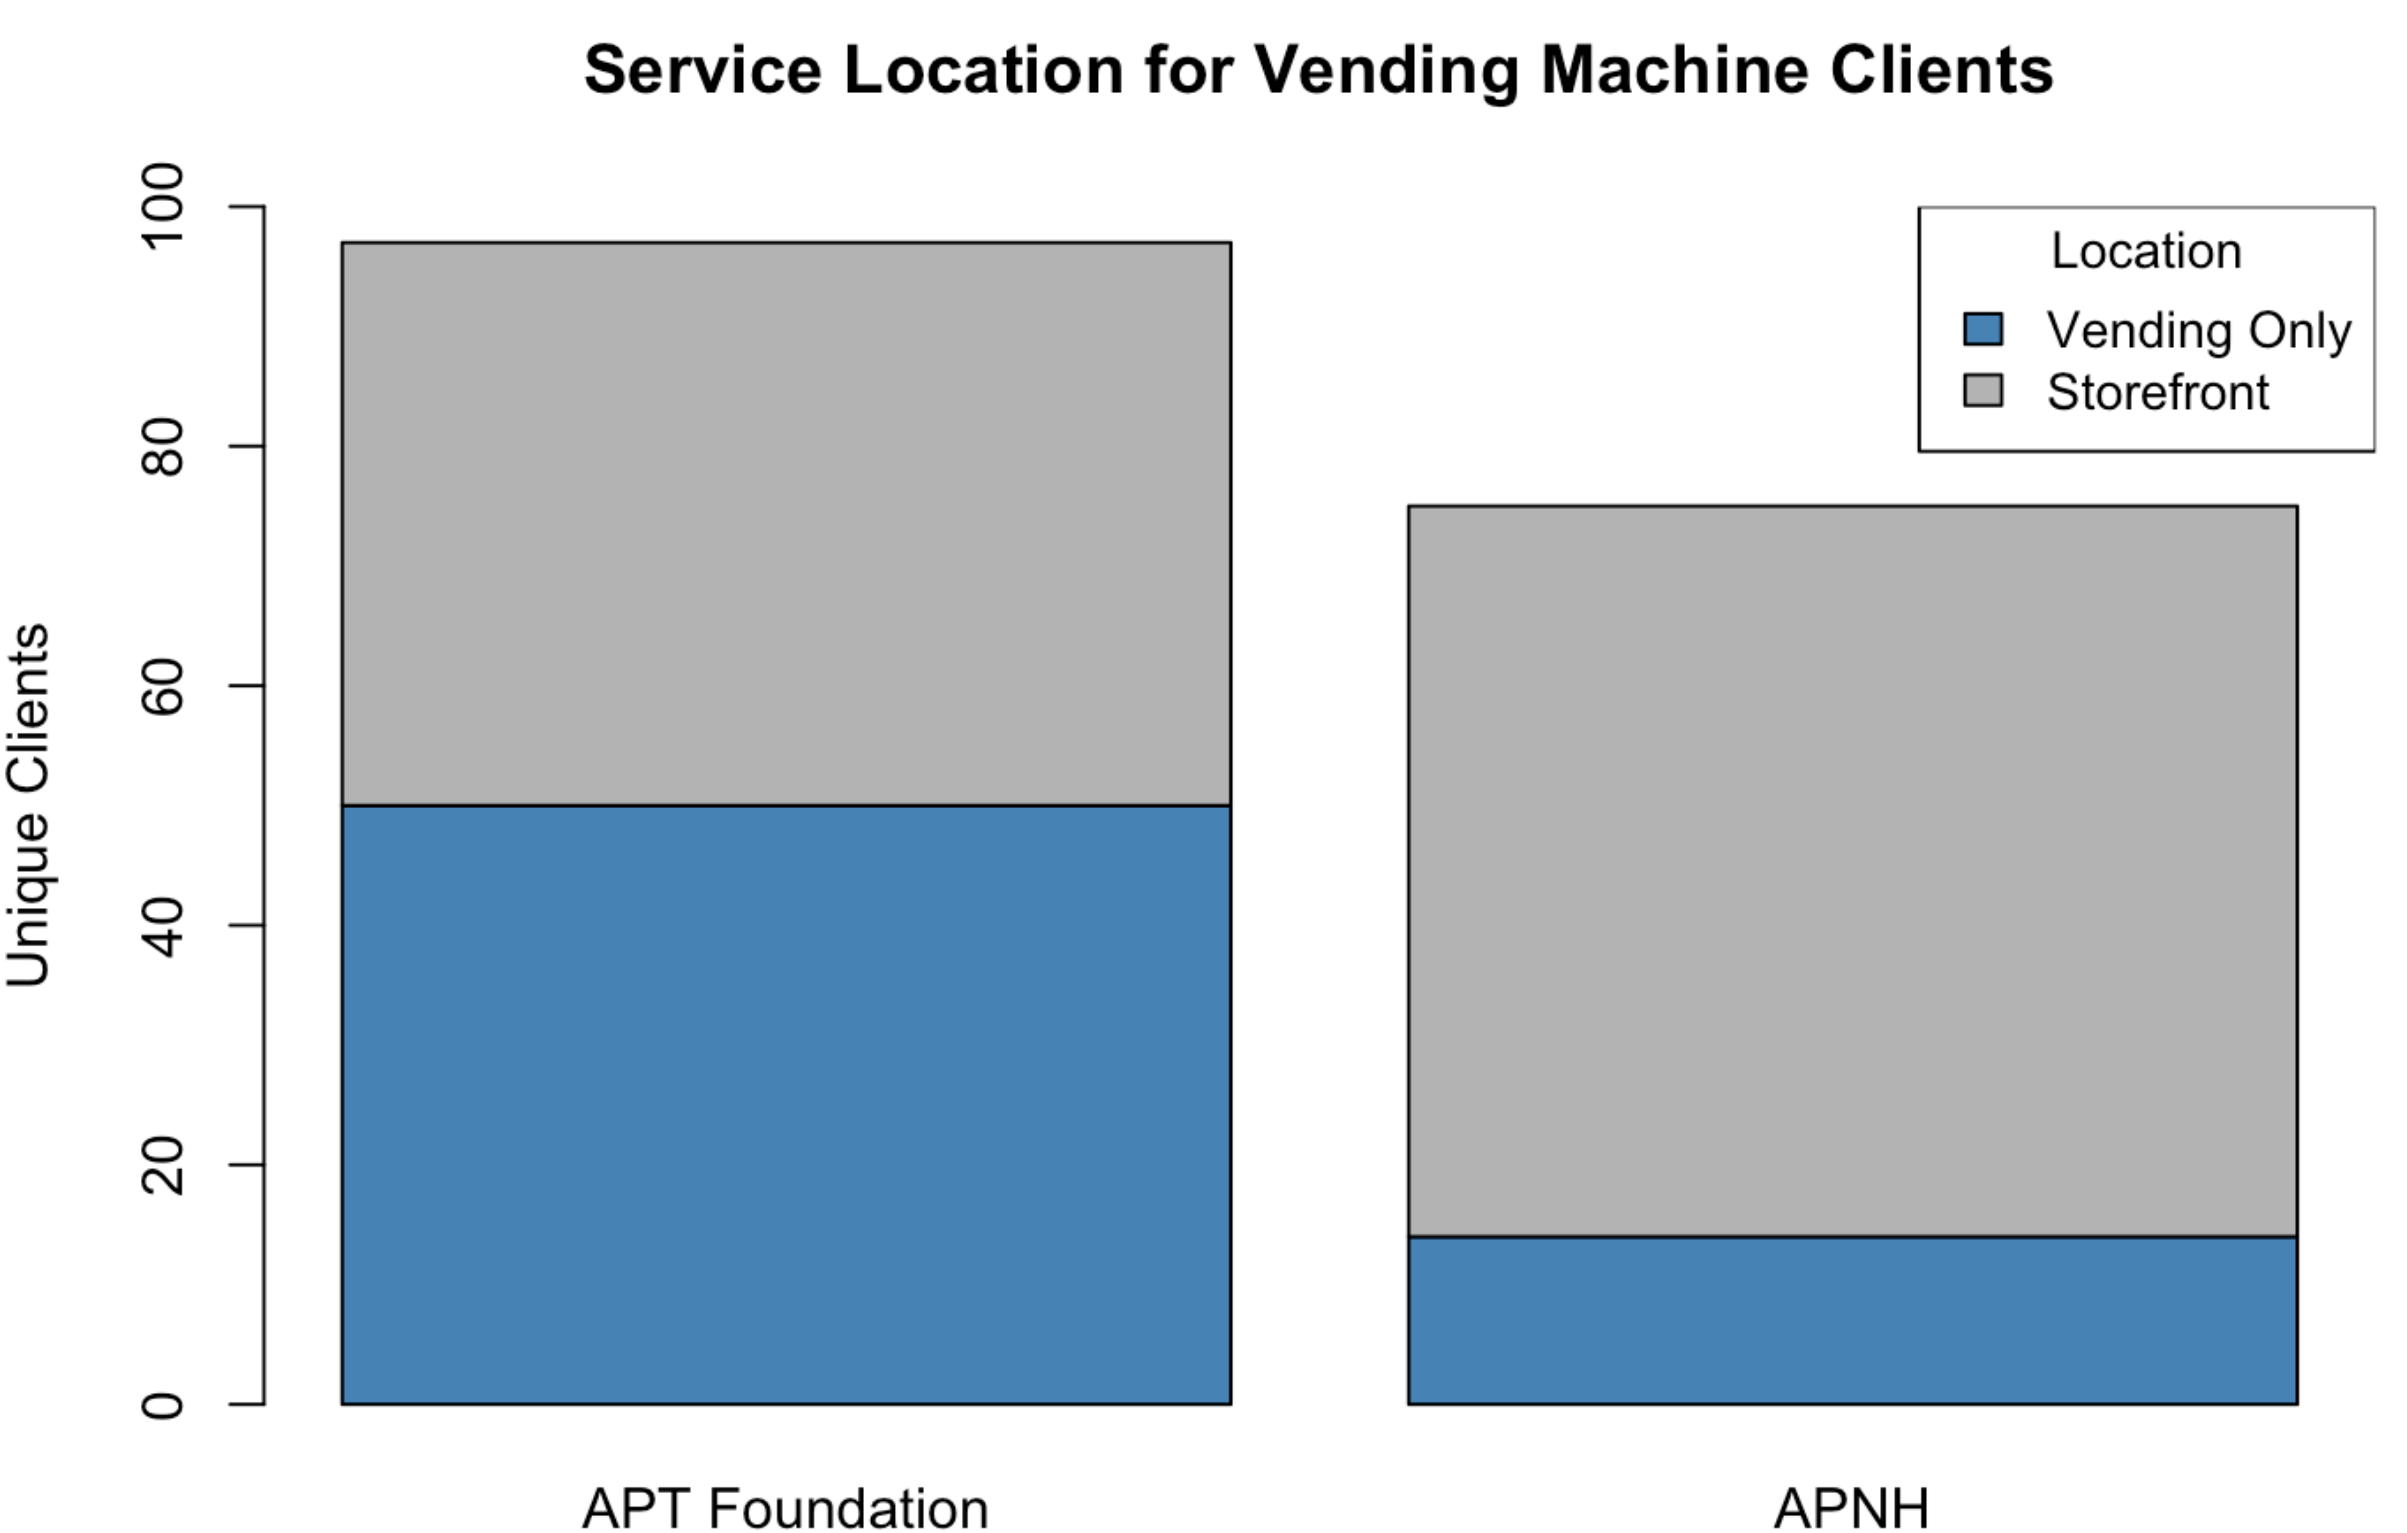 Service Location for Vending Machine Clients
Unique Clients
100
80
60
40
20
0
Location
Vending Only
Storefront
APT Foundation
APNH